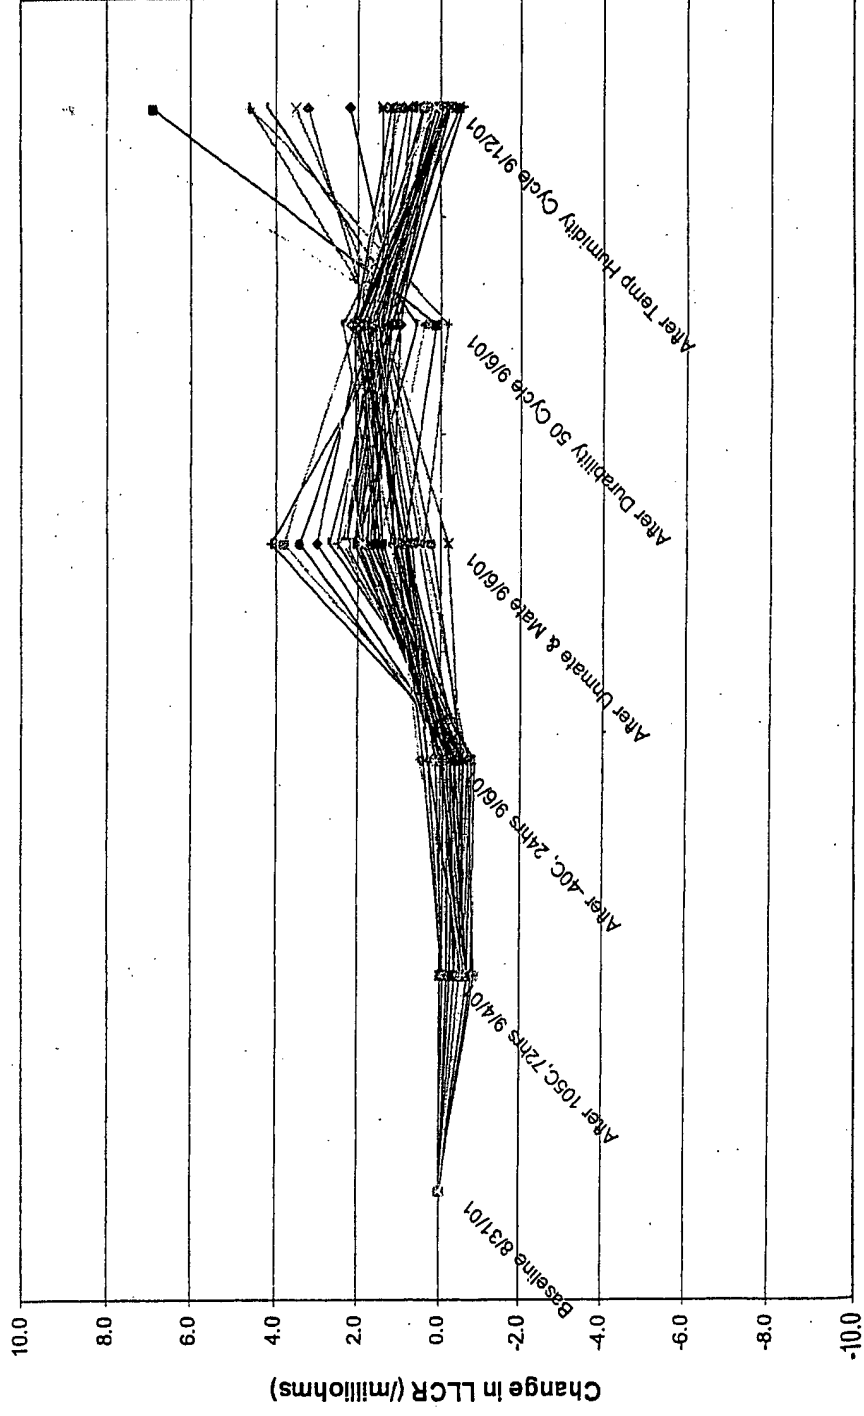 10.0
8.0
6.0
4.0
2.0
0.0
-2.0
-4.0
-6.0
-8.0
-10.0
Change in LLCR (/milliohms)
Baseline 8/31/01
After 105C,72hrs 9/4/0
After -40C, 24hrs 9/6/0
After Unmate & Mate 9/6/01
After Durability 50 Cycle 9/6/01
After Temp Humidity Cycle 9/12/01